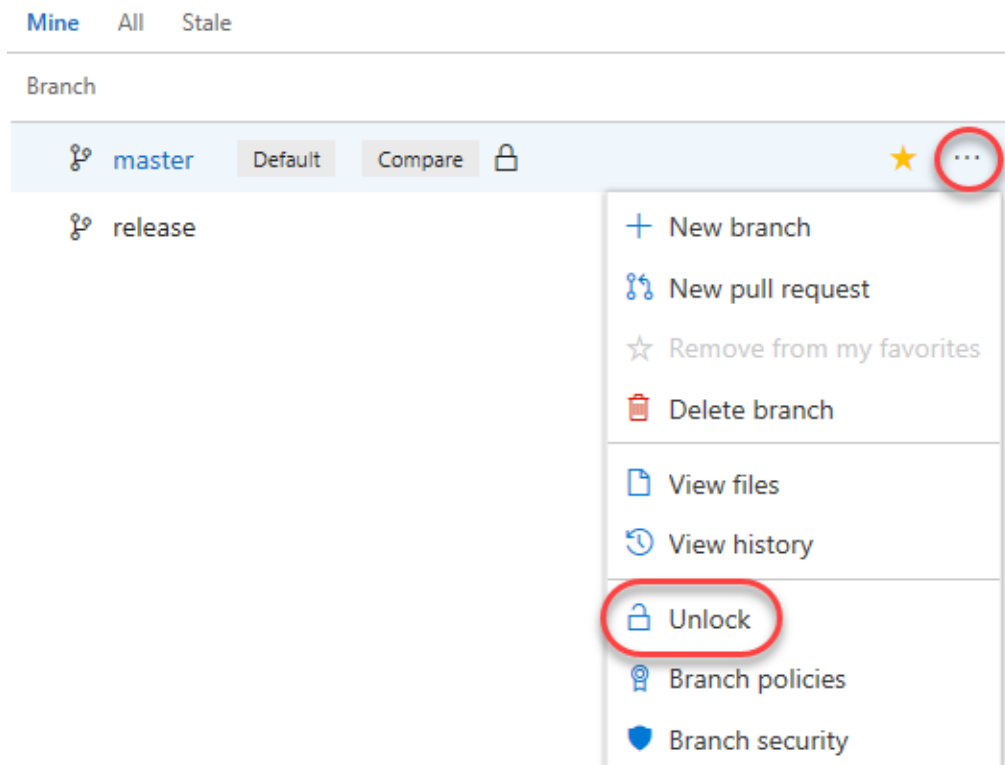 Mine All Stale
Branch
master Default Compare ...
release
New branch
New pull request
Remove from my favorites
Delete branch
View files
View history
Unlock
Branch policies
Branch security